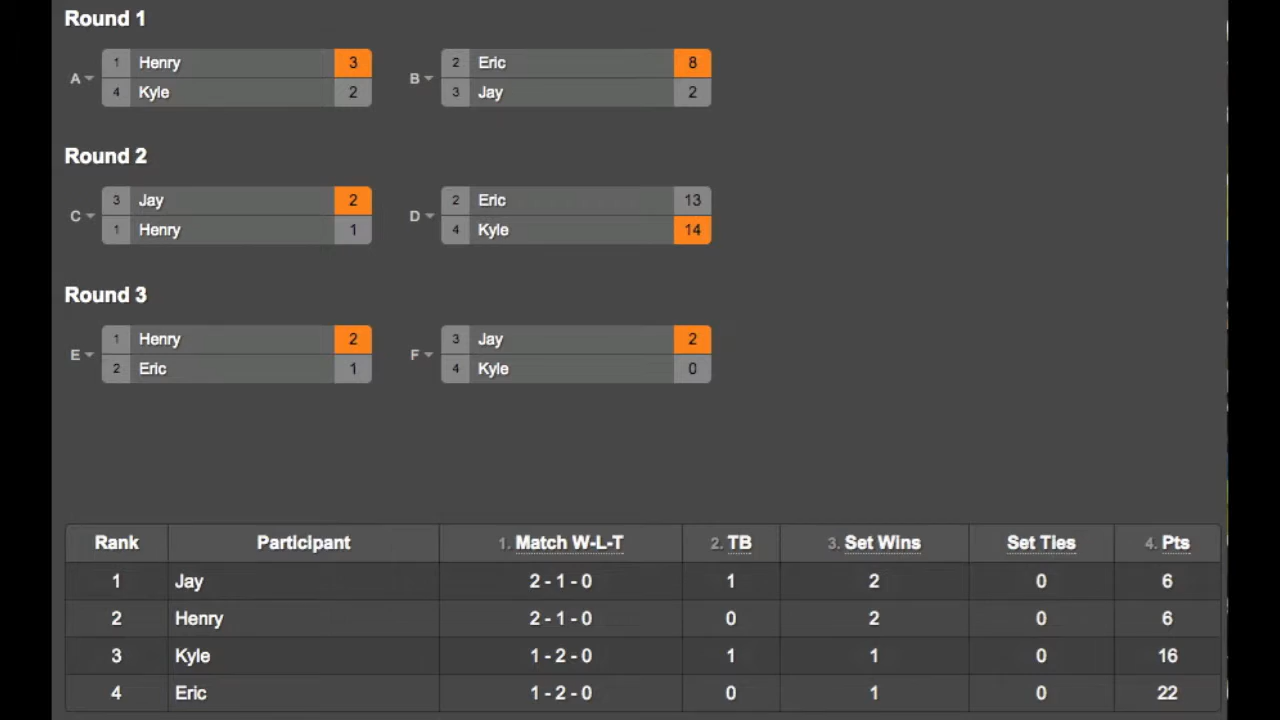 Round 1
A 1 Henry 3 B 2 Eric 8
4 Kyle 2 3 Jay 2
Round 2
C 3 Jay 2 D 2 Eric 13
1 Henry 1 4 Kyle 14
Round 3
E 1 Henry 2 F 3 Jay 2
2 Eric 1 4 Kyle 0
Rank Participant 1. Match W-L-T 2. TB 3. Set Wins Set Ties 4. Pts
1 Jay 2 - 1 - 0 1 2 0 6
2 Henry 2 - 1 - 0 0 2 0 6
3 Kyle 1 - 2 - 0 1 1 0 16
4 Eric 1 - 2 - 0 0 1 0 22